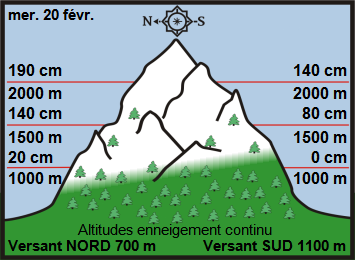 mer. 20 févr.
N S
190 cm 140 cm
2000 m 2000 m
140 cm 80 cm
1500 m 1500 m
20 cm 0 cm
1000 m 1000 m
Altitudes enneigement continu
Versant NORD 700 m Versant SUD 1100 m